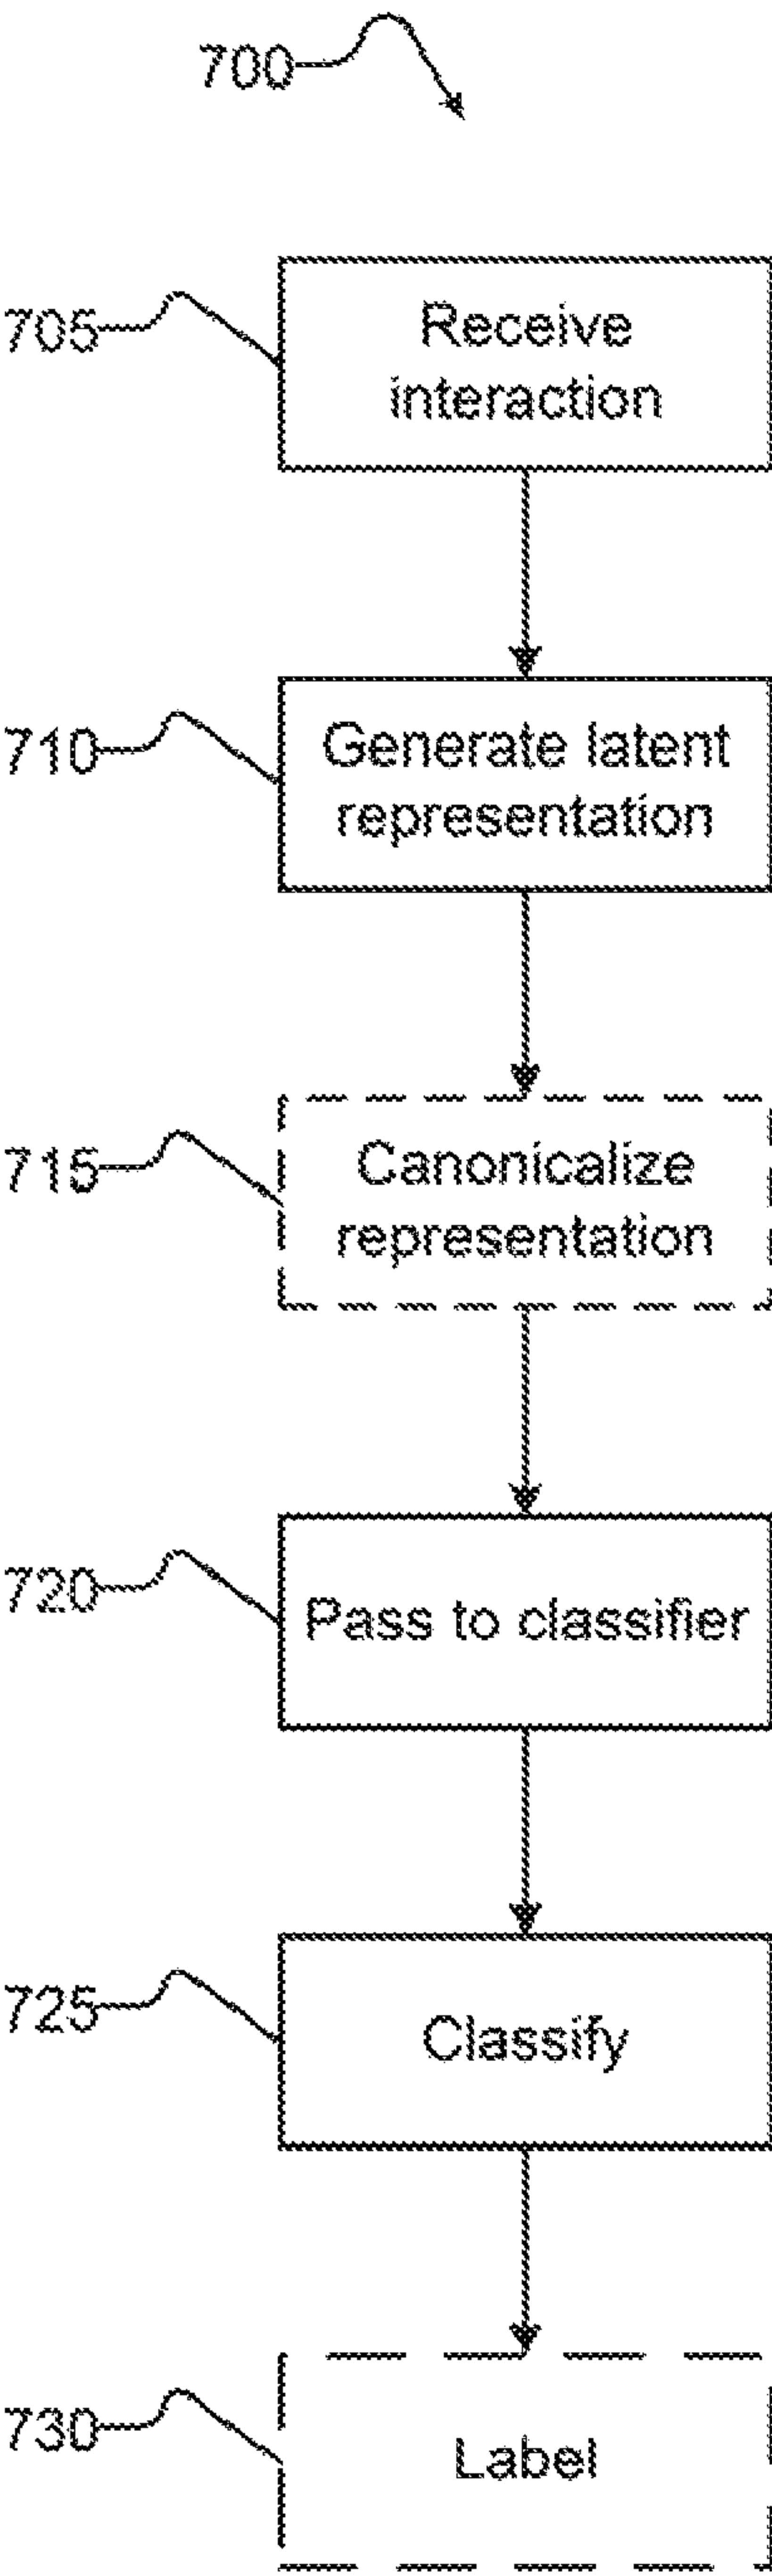 700
705
Receive
interaction
710
Generate latent
representation
715
Canonicalize
representation
720
Pass to classifier
725
Classify
730
Label